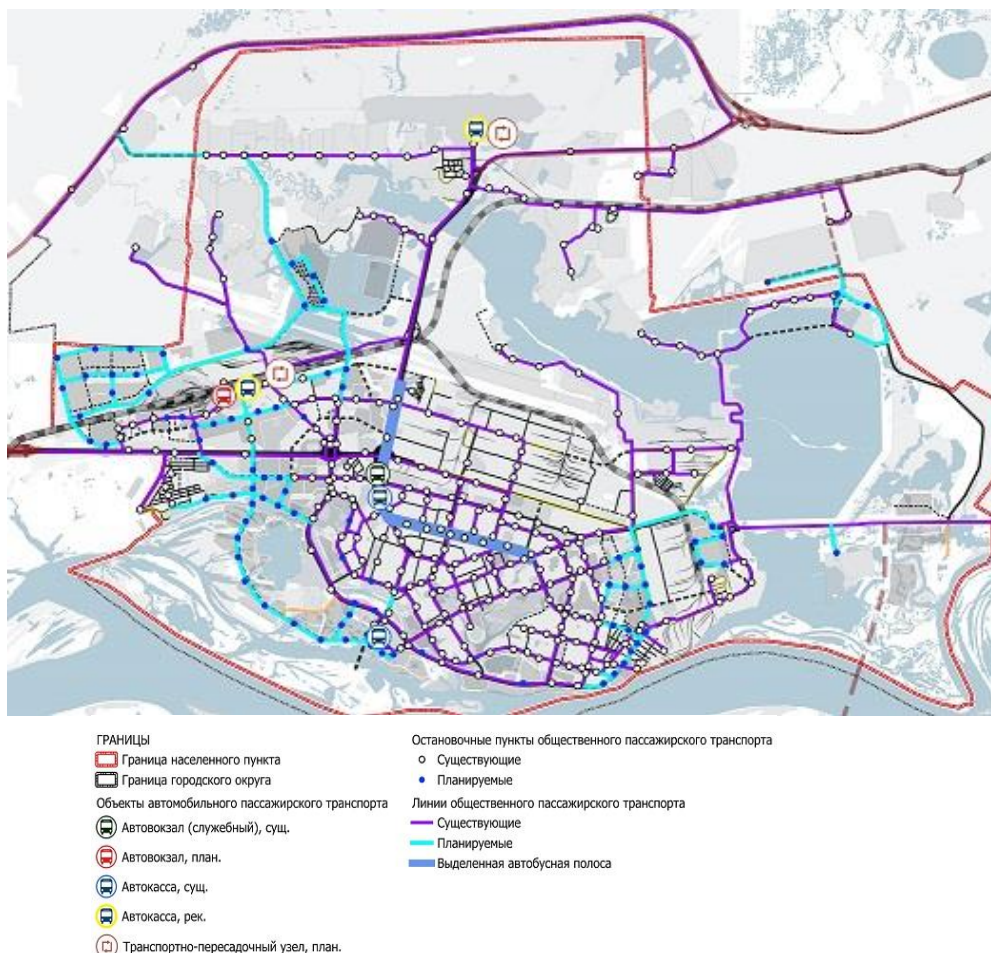 ГРАНИЦЫ
Граница населенного пункта
Граница городского округа
Объекты автомобильного пассажирского транспорта
Автовокзал (служебный), сущ.
Автовокзал, план.
Автокасса, сущ.
Автокасса, рек.
Транспортно-пересадочный узел, план.
Остановочные пункты общественного пассажирского транспорта
Существующие
Планируемые
Линии общественного пассажирского транспорта
Существующие
Планируемые
Выделенная автобусная полоса